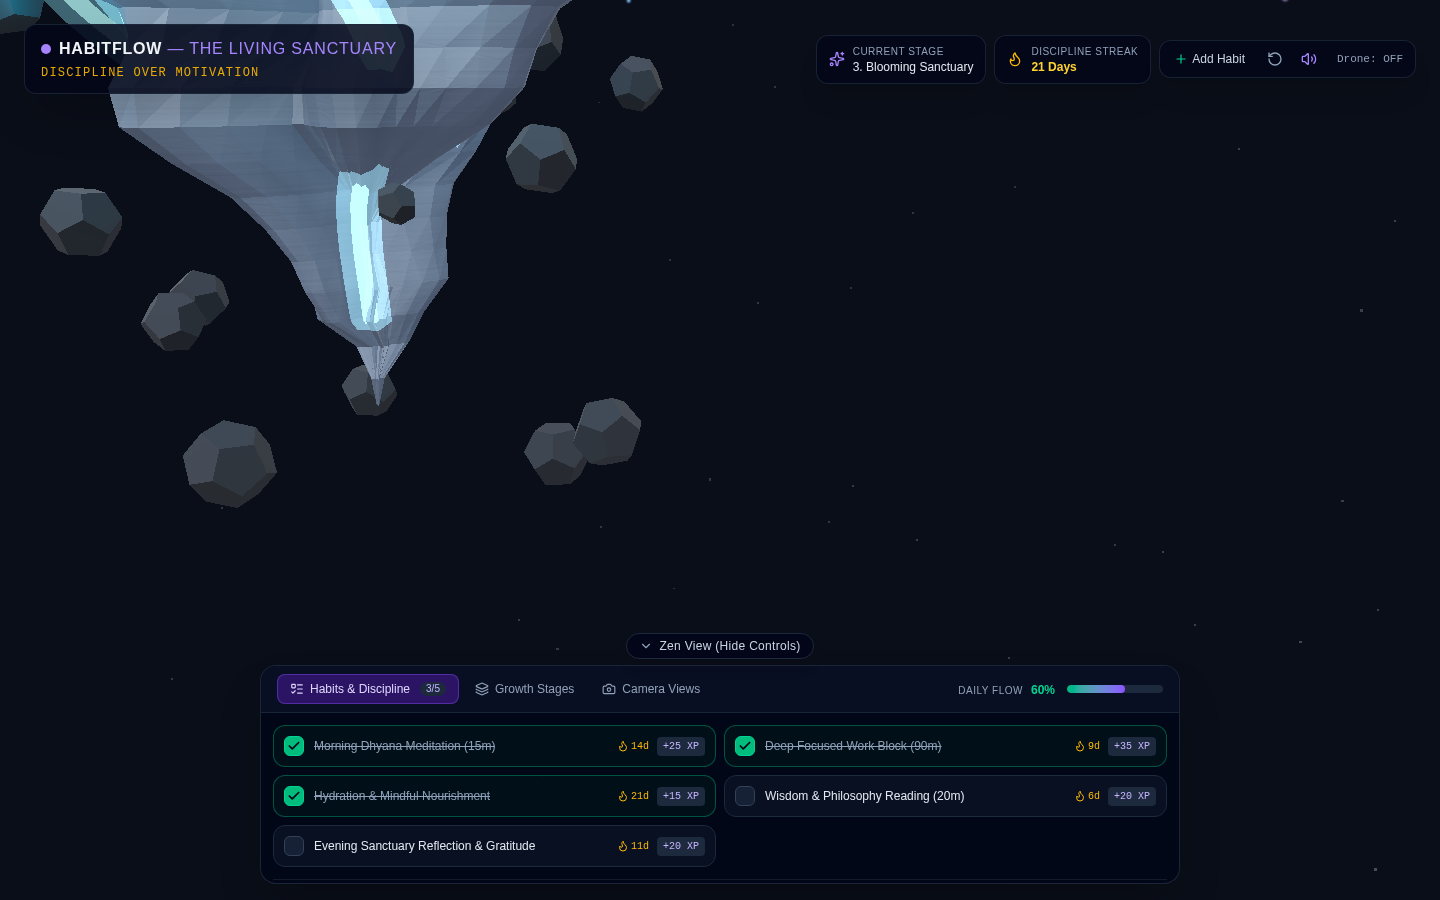 HABITFLOW — THE LIVING SANCTUARY
DISCIPLINE OVER MOTIVATION
CURRENT STAGE
3. Blooming Sanctuary
DISCIPLINE STREAK
21 Days
Add Habit
Drone: OFF
Zen View (Hide Controls)
Habits & Discipline 3/5
Growth Stages
Camera Views
DAILY FLOW 60%
Morning Dhyana Meditation (15m) 14d +25 XP
Deep Focused Work Block (90m) 9d +35 XP
Hydration & Mindful Nourishment 21d +15 XP
Wisdom & Philosophy Reading (20m) 6d +20 XP
Evening Sanctuary Reflection & Gratitude 11d +20 XP